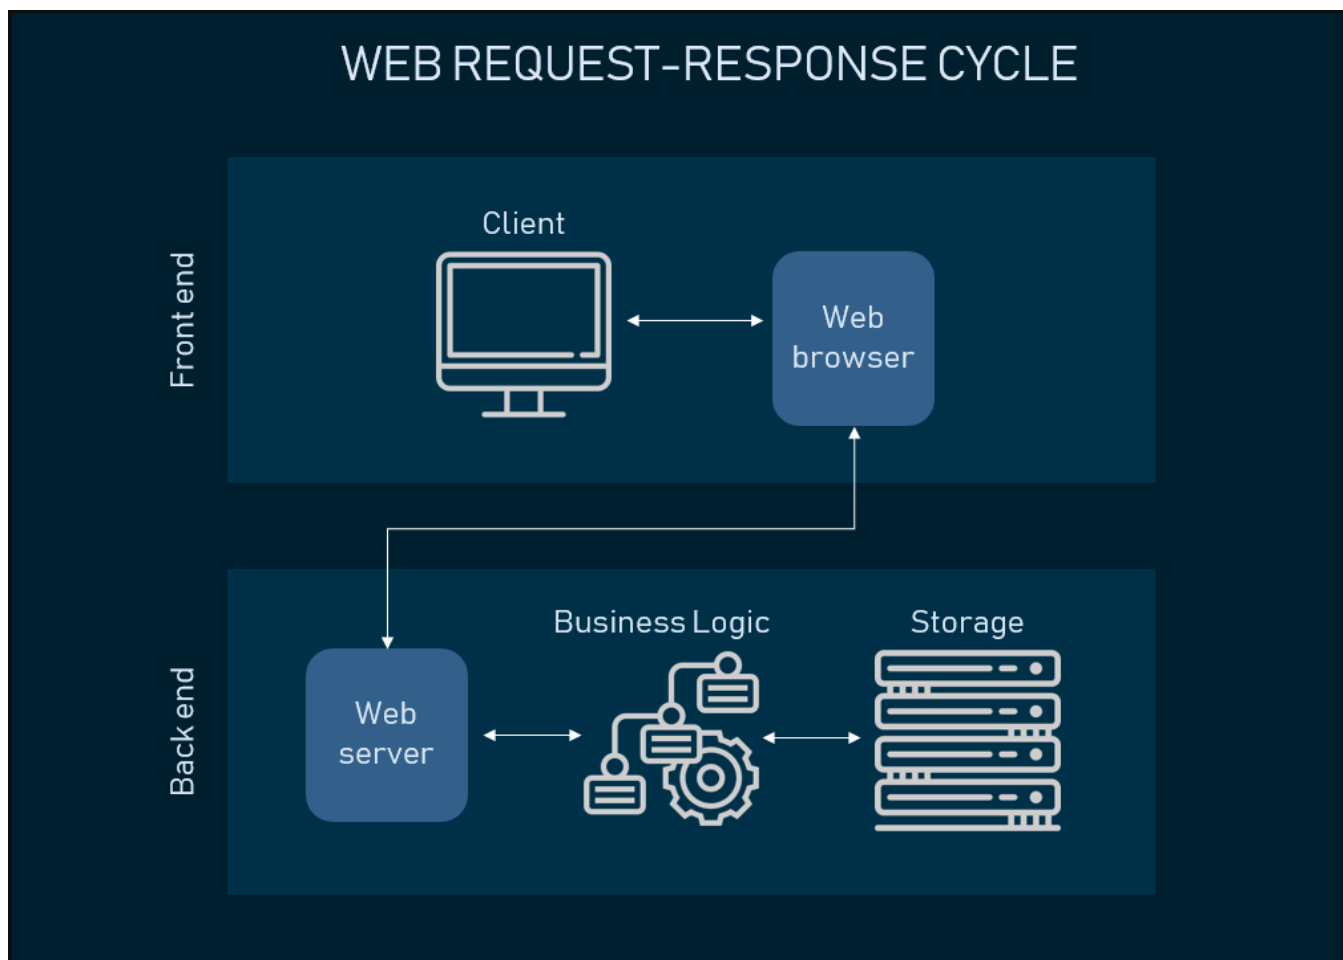 WEB REQUEST-RESPONSE CYCLE
Front end
Client
Web
browser
Back end
Business Logic
Storage
Web
server